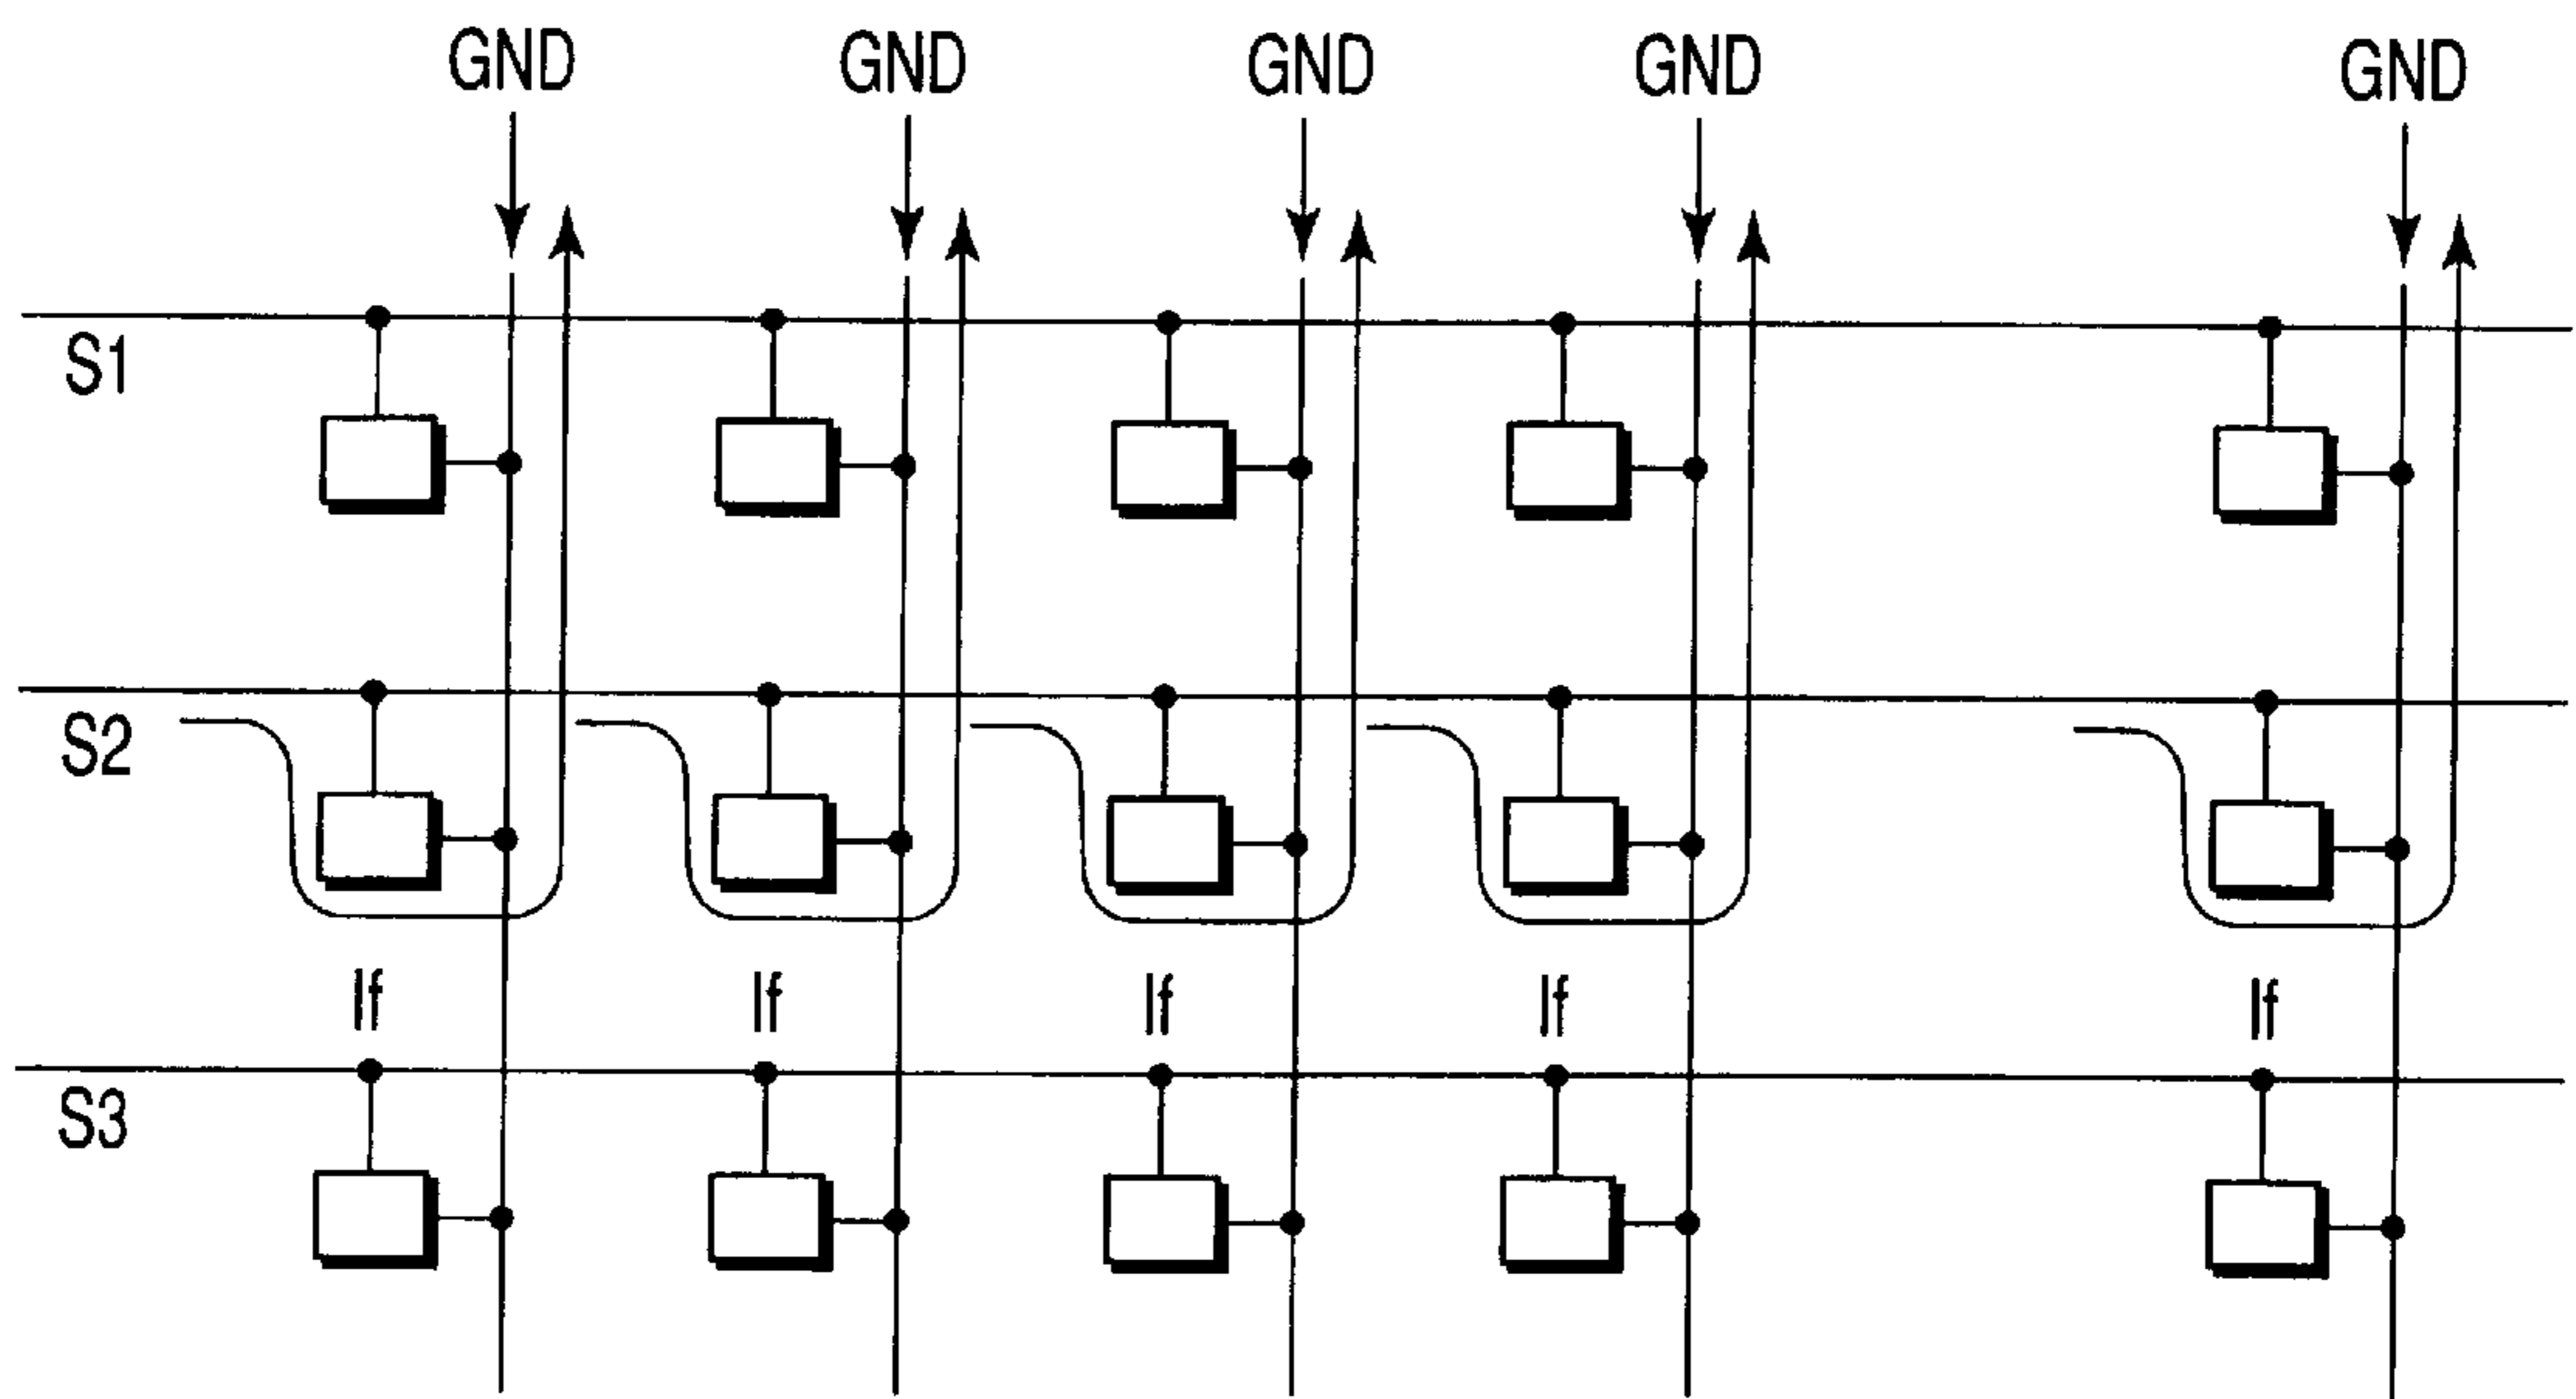 GND GND GND GND GND
S1
S2
If If If If If
S3